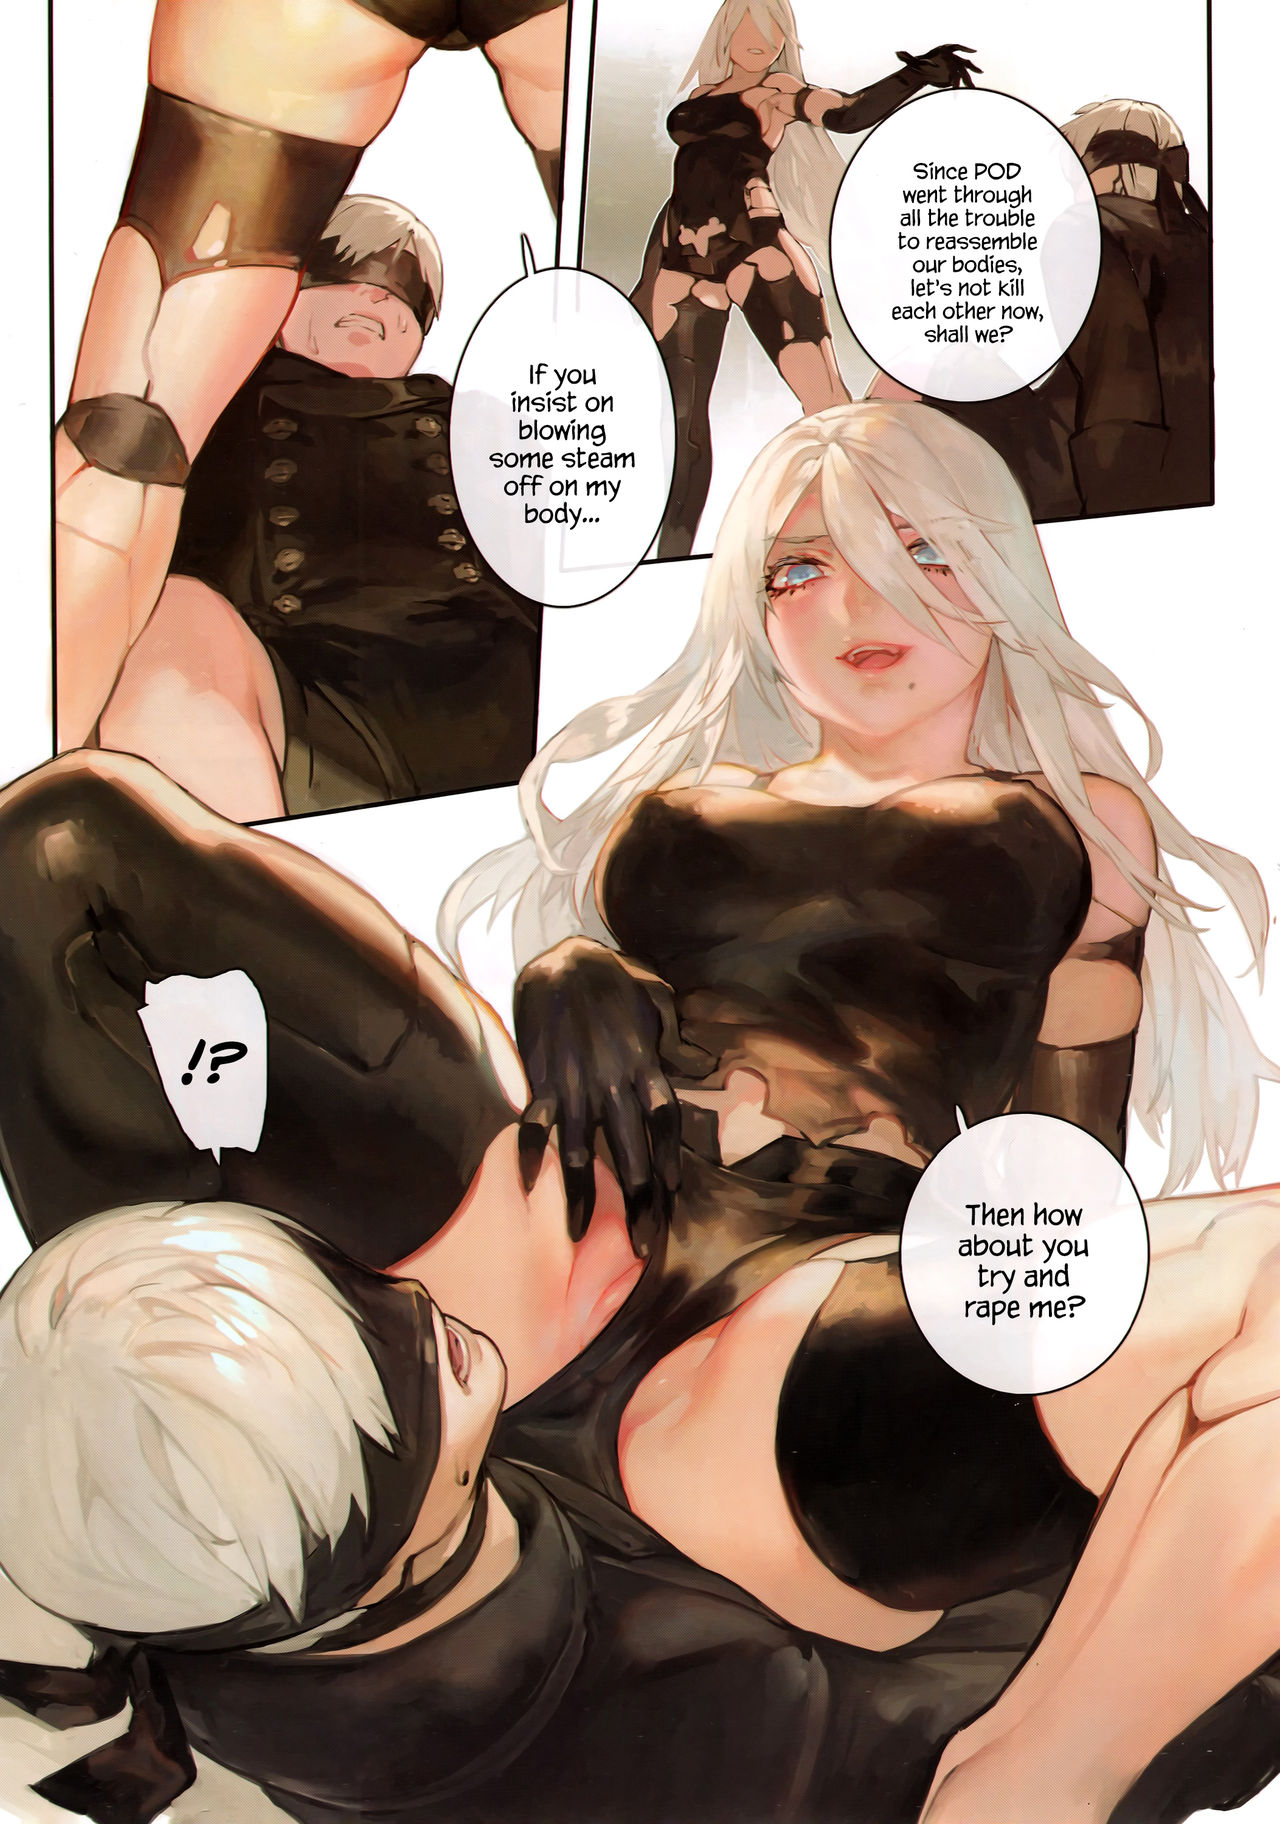 Since POD
went through
all the trouble
to reassemble
our bodies,
let's not kill
each other now,
shall we?
If you
insist on
blowing
some steam
off on my
body...
!?
Then how
about you
try and
rape me?